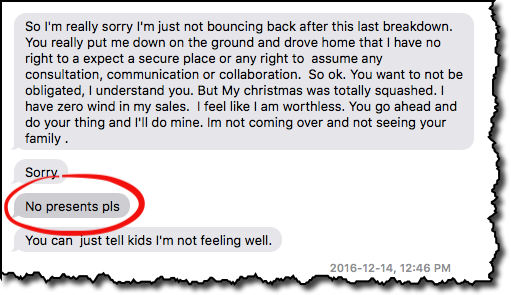 So I'm really sorry I'm just not bouncing back after this last breakdown.
You really put me down on the ground and drove home that I have no
right to a expect a secure place or any right to  assume any
consultation, communication or collaboration.  So ok. You want to not be
obligated, I understand you. But My christmas was totally squashed. I
have zero wind in my sales.  I feel like I am worthless. You go ahead and
do your thing and I'll do mine. Im not coming over and not seeing your
family .
Sorry
No presents pls
You can  just tell kids I'm not feeling well.
2016-12-14, 12:46 PM